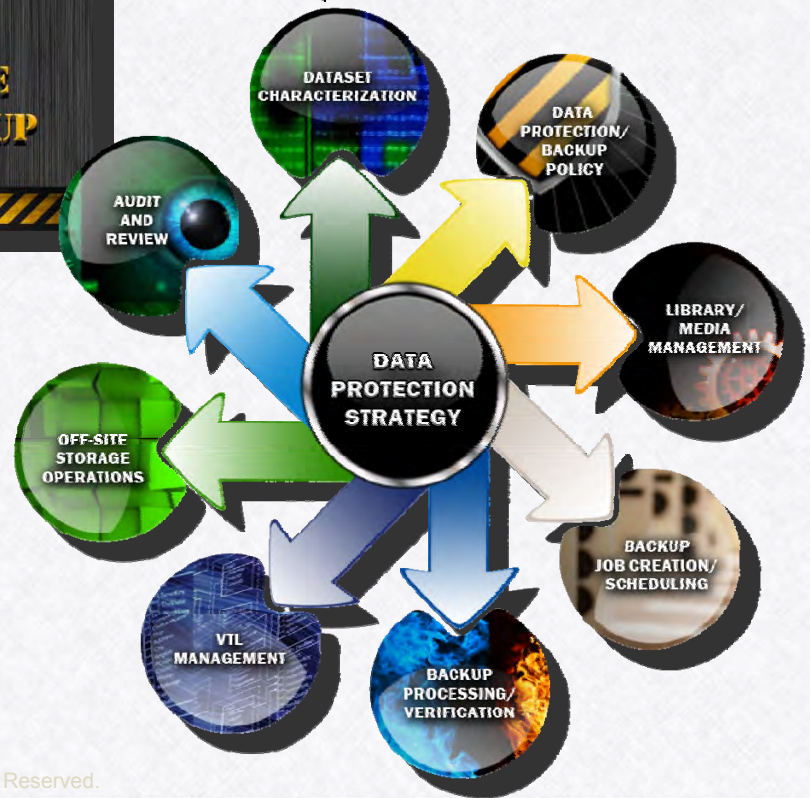 E
UP
DATASET
CHARACTERIZATION
DATA
PROTECTION/
BACKUP
POLICY
AUDIT
AND
REVIEW
LIBRARY/
MEDIA
MANAGEMENT
DATA
PROTECTION
STRATEGY
OFF-SITE
STORAGE
OPERATIONS
BACKUP
JOB CREATION/
SCHEDULING
VTL
MANAGEMENT
BACKUP
PROCESSING/
VERIFICATION
Reserved.